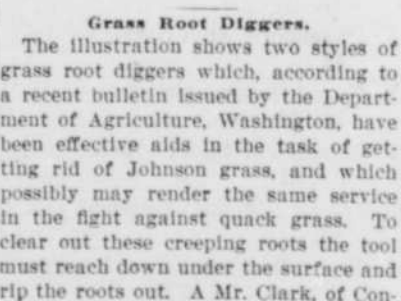 Grass Root Diggers.
The illustration shows two styles of
grass root diggers which, according to
a recent bulletin issued by the Depart-
ment of Agriculture, Washington, have
been effective aids in the task of get-
ting rid of Johnson grass, and which
possibly may render the same service
in the fight against quack grass. To
clear out these creeping roots the tool
must reach down under the surface and
rip the roots out. A Mr. Clark, of Con-